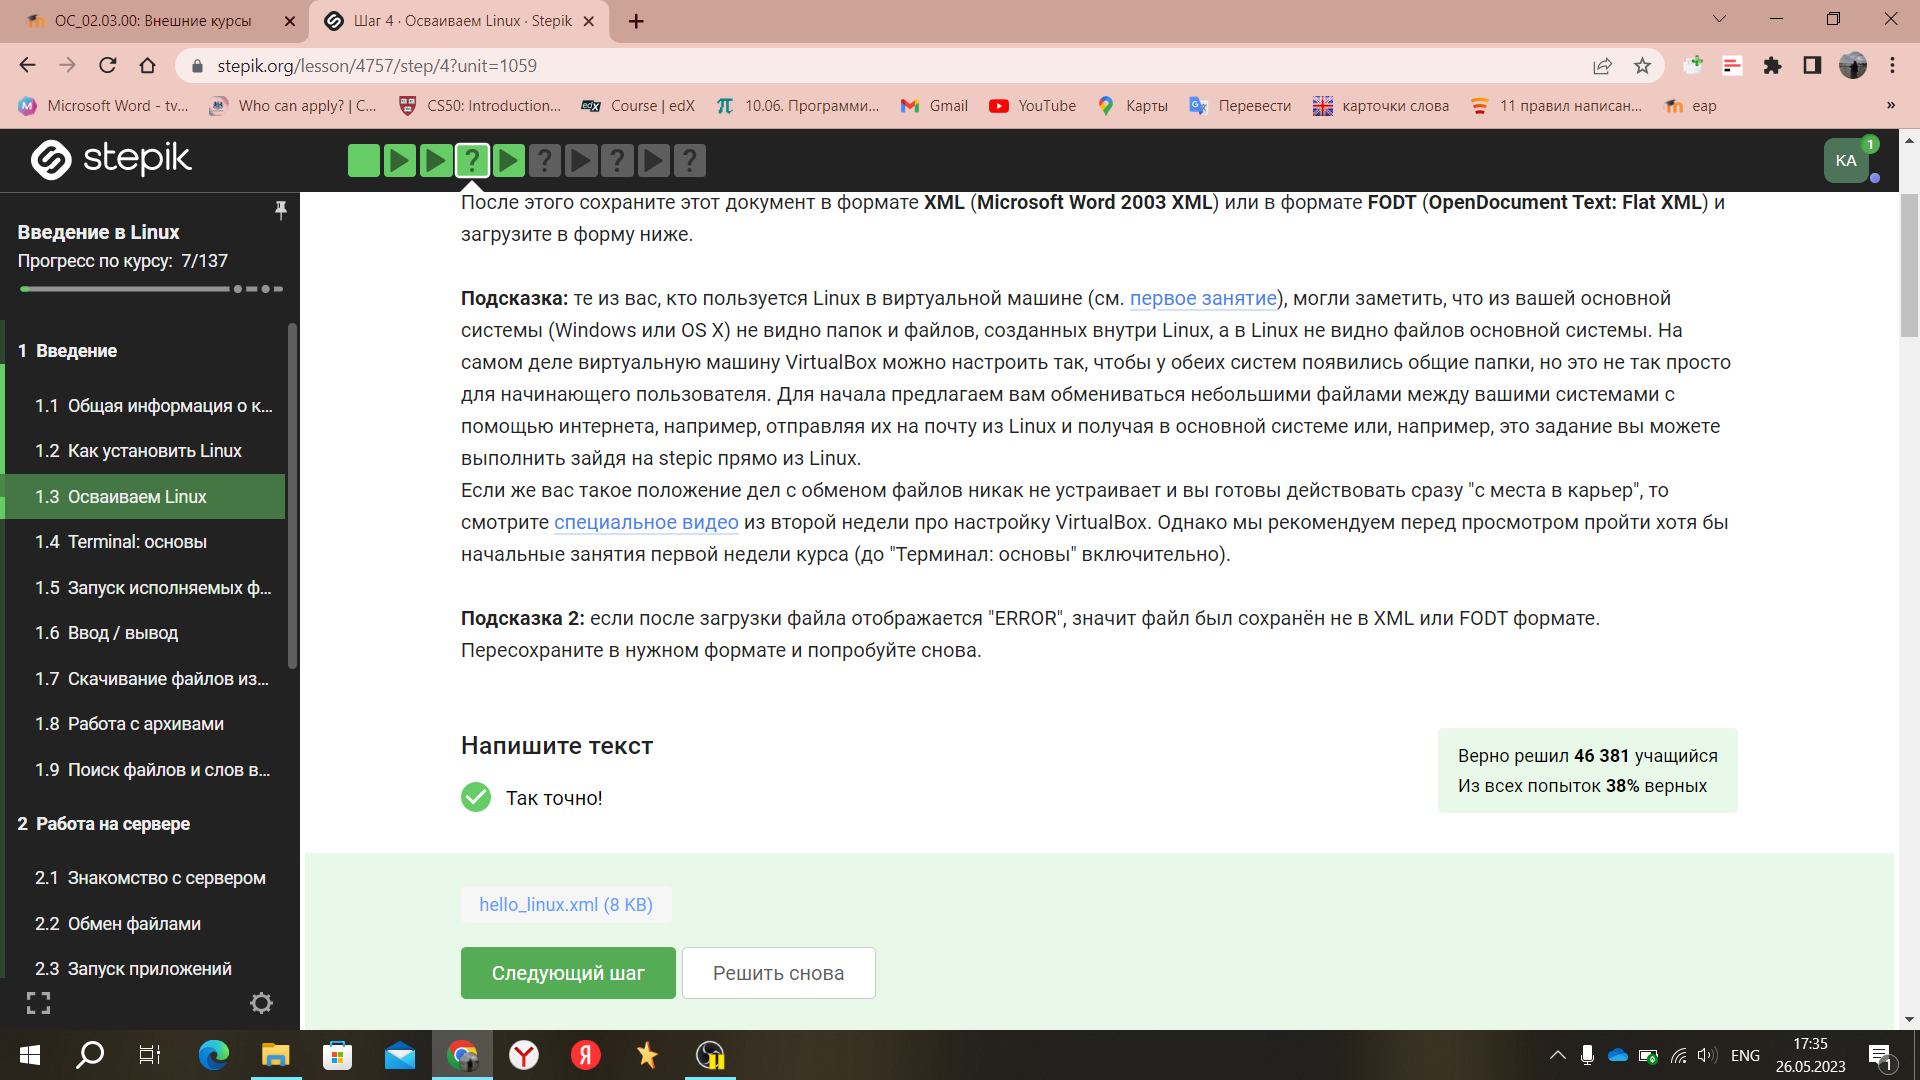 ОС_02.03.00: Внешние курсы
Шаг 4 · Осваиваем Linux · Stepik
stepik.org/lesson/4757/step/4?unit=1059
Microsoft Word - tv...
Who can apply? | C...
CS50: Introduction...
edX
Course | edX
10.06. Программи...
Gmail
YouTube
Карты
Перевести
карточки слова
11 правил написан...
eap
»
stepik
?
?
?
?
KA
1
Введение в Linux
Прогресс по курсу: 7/137
1 Введение
1.1 Общая информация о к...
1.2 Как установить Linux
1.3 Осваиваем Linux
1.4 Terminal: основы
1.5 Запуск исполняемых ф...
1.6 Ввод / вывод
1.7 Скачивание файлов из...
1.8 Работа с архивами
1.9 Поиск файлов и слов в...
2 Работа на сервере
2.1 Знакомство с сервером
2.2 Обмен файлами
2.3 Запуск приложений
После этого сохраните этот документ в формате XML (Microsoft Word 2003 XML) или в формате FODT (OpenDocument Text: Flat XML) и
загрузите в форму ниже.
Подсказка: те из вас, кто пользуется Linux в виртуальной машине (см. первое занятие), могли заметить, что из вашей основной
системы (Windows или OS X) не видно папок и файлов, созданных внутри Linux, а в Linux не видно файлов основной системы. На
самом деле виртуальную машину VirtualBox можно настроить так, чтобы у обеих систем появились общие папки, но это не так просто
для начинающего пользователя. Для начала предлагаем вам обмениваться небольшими файлами между вашими системами с
помощью интернета, например, отправляя их на почту из Linux и получая в основной системе или, например, это задание вы можете
выполнить зайдя на stepic прямо из Linux.
Если же вас такое положение дел с обменом файлов никак не устраивает и вы готовы действовать сразу "с места в карьер", то
смотрите специальное видео из второй недели про настройку VirtualBox. Однако мы рекомендуем перед просмотром пройти хотя бы
начальные занятия первой недели курса (до "Терминал: основы" включительно).
Подсказка 2: если после загрузки файла отображается "ERROR", значит файл был сохранён не в XML или FODT формате.
Пересохраните в нужном формате и попробуйте снова.
Напишите текст
Так точно!
Верно решил 46 381 учащийся
Из всех попыток 38% верных
hello_linux.xml (8 KB)
Следующий шаг
Решить снова
ENG
17:35
26.05.2023
1